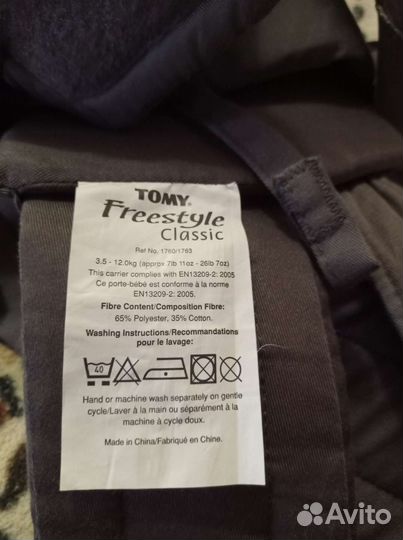 TOMY
Freestyle
Classic
Ref No. 1760/1763
3.5 - 12.0kg (approx 7lb 11oz - 26lb 7oz)
This carrier complies with EN13209-2: 2005
Ce porte-bébé est conforme à la norme
EN13209-2: 2005.
Fibre Content/Composition Fibre:
65% Polyester, 35% Cotton.
Washing Instructions/Recommandations
pour le lavage:
40
Hand or machine wash separately on gentle
cycle/Laver à la main ou séparément à la
machine en cycle doux.
Made in China/Fabriqué en Chine.
Avito